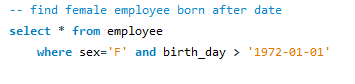 -- find female employee born after date
select * from employee
    where sex='F' and birth_day > '1972-01-01'